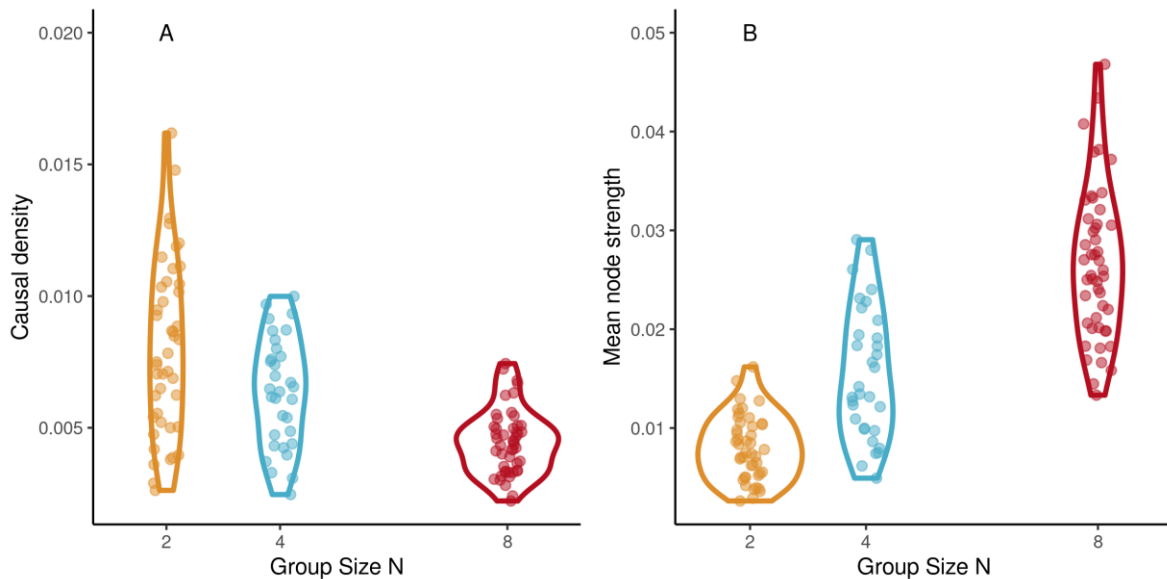 A
0.020
0.015
0.010
0.005
Causal density
2 4 8
Group Size N
B
0.05
0.04
0.03
0.02
0.01
Mean node strength
2 4 8
Group Size N